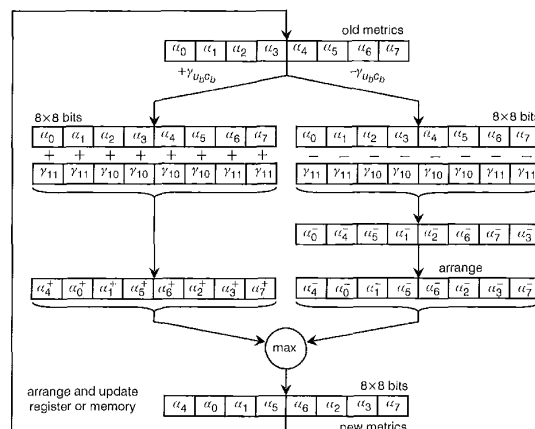 old metrics
α0 α1 α2 α3 α4 α5 α6 α7
+γubcb −γubcb
8×8 bits 8×8 bits
α0 α1 α2 α3 α4 α5 α6 α7 α0 α1 α2 α3 α4 α5 α6 α7
+ + + + + + + + − − − − − − − −
γ11 γ11 γ10 γ10 γ10 γ10 γ11 γ11 γ11 γ11 γ10 γ10 γ10 γ10 γ11 γ11
α0− α4− α5− α1− α2− α6− α7− α3−
arrange
α4+ α0+ α1+ α5+ α6+ α2+ α3+ α7+ α4− α0− α1− α5− α6− α2− α3− α7−
max
arrange and update
register or memory
8×8 bits
α4 α0 α1 α5 α6 α2 α3 α7
new metrics